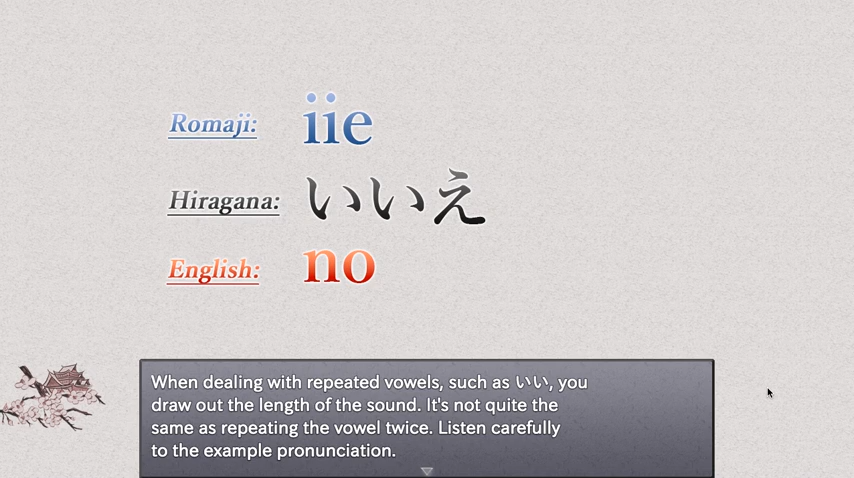 Romaji: iie
Hiragana: いいえ
English: no
When dealing with repeated vowels, such as いい, you
draw out the length of the sound. It's not quite the
same as repeating the vowel twice. Listen carefully
to the example pronunciation.